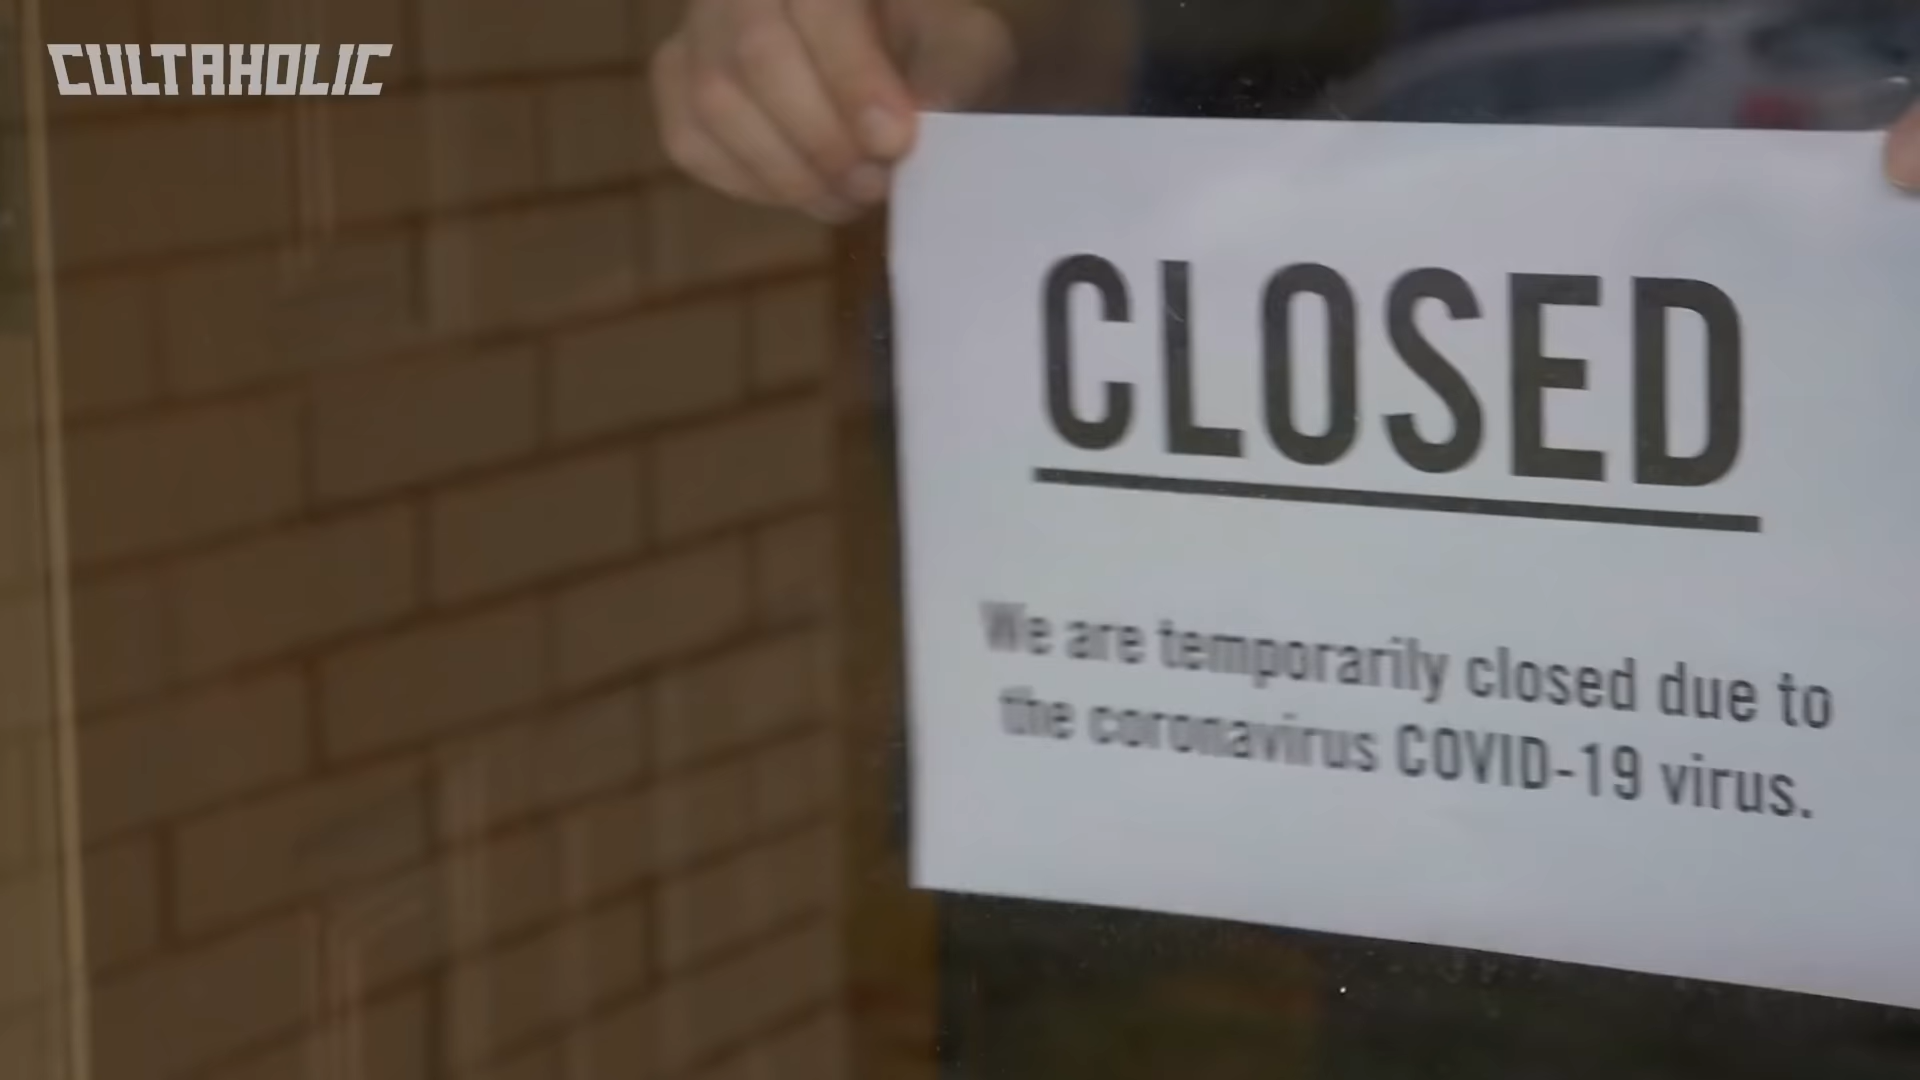 CULTAHOLIC
CLOSED
We are temporarily closed due to
the coronavirus COVID-19 virus.